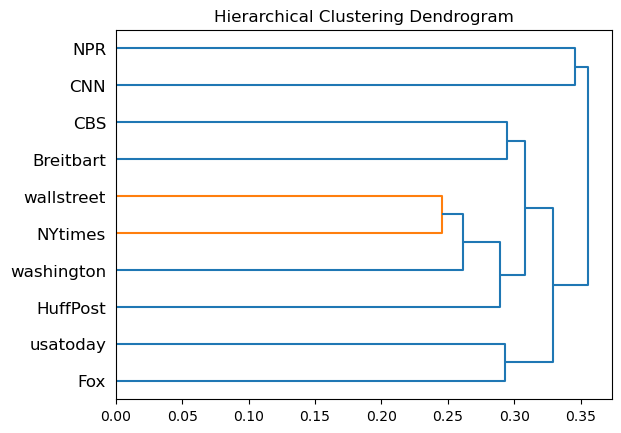 Hierarchical Clustering Dendrogram
NPR
CNN
CBS
Breitbart
wallstreet
NYtimes
washington
HuffPost
usatoday
Fox
0.00 0.05 0.10 0.15 0.20 0.25 0.30 0.35